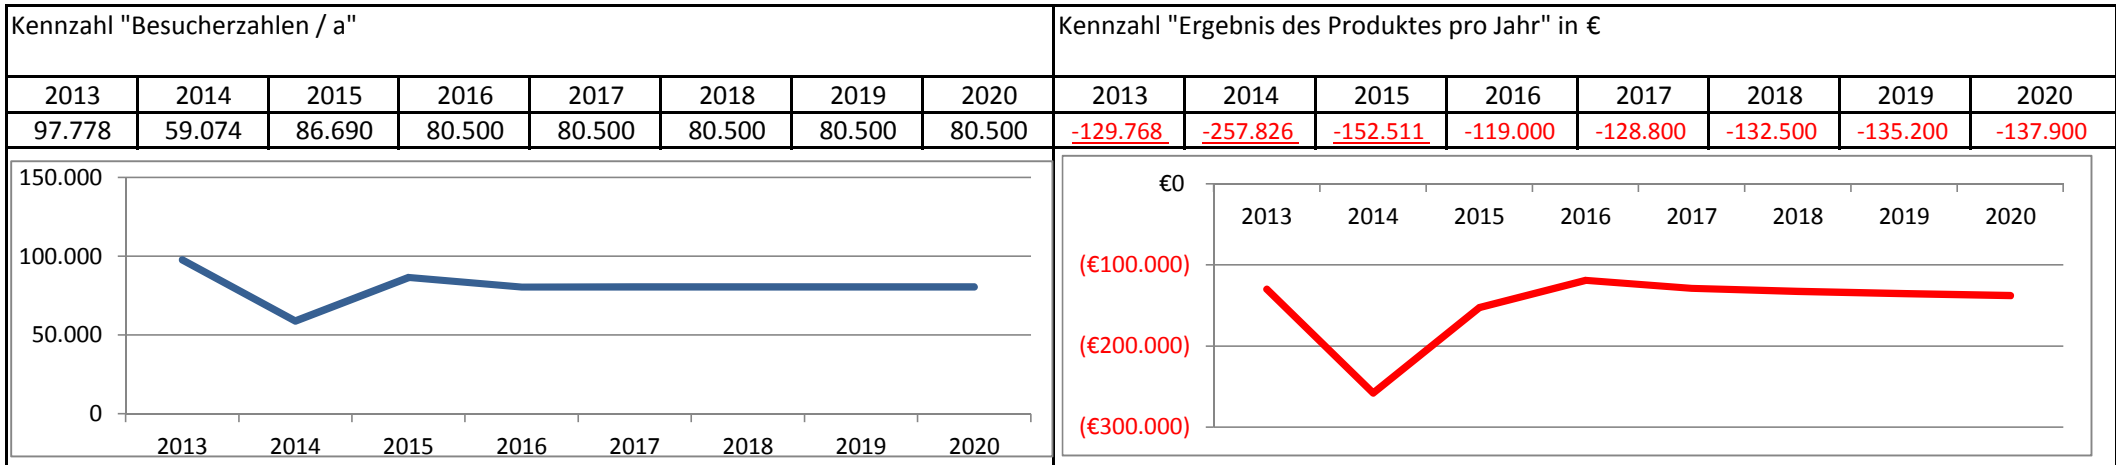 Kennzahl "Besucherzahlen / a"
2013 2014 2015 2016 2017 2018 2019 2020
97.778 59.074 86.690 80.500 80.500 80.500 80.500 80.500
150.000
100.000
50.000
0
2013 2014 2015 2016 2017 2018 2019 2020
Kennzahl "Ergebnis des Produktes pro Jahr" in €
2013 2014 2015 2016 2017 2018 2019 2020
-129.768 -257.826 -152.511 -119.000 -128.800 -132.500 -135.200 -137.900
€0
2013 2014 2015 2016 2017 2018 2019 2020
(€100.000)
(€200.000)
(€300.000)